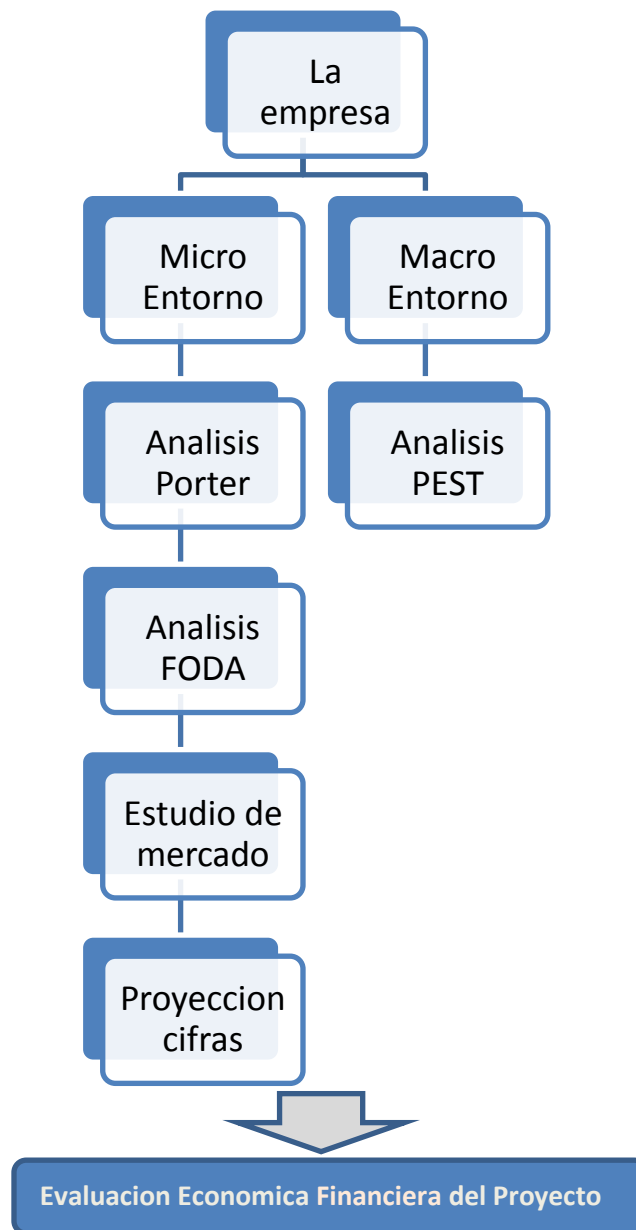 La
empresa
Micro
Entorno
Macro
Entorno
Analisis
Porter
Analisis
PEST
Analisis
FODA
Estudio de
mercado
Proyeccion
cifras
Evaluacion Economica Financiera del Proyecto